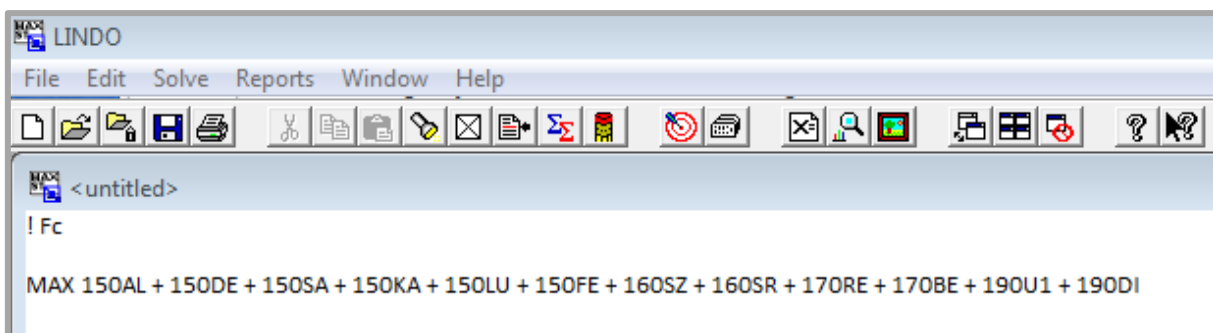 LINDO
File Edit Solve Reports Window Help
<untitled>
! Fc
MAX 150AL + 150DE + 150SA + 150KA + 150LU + 150FE + 160SZ + 160SR + 170RE + 170BE + 190U1 + 190DI